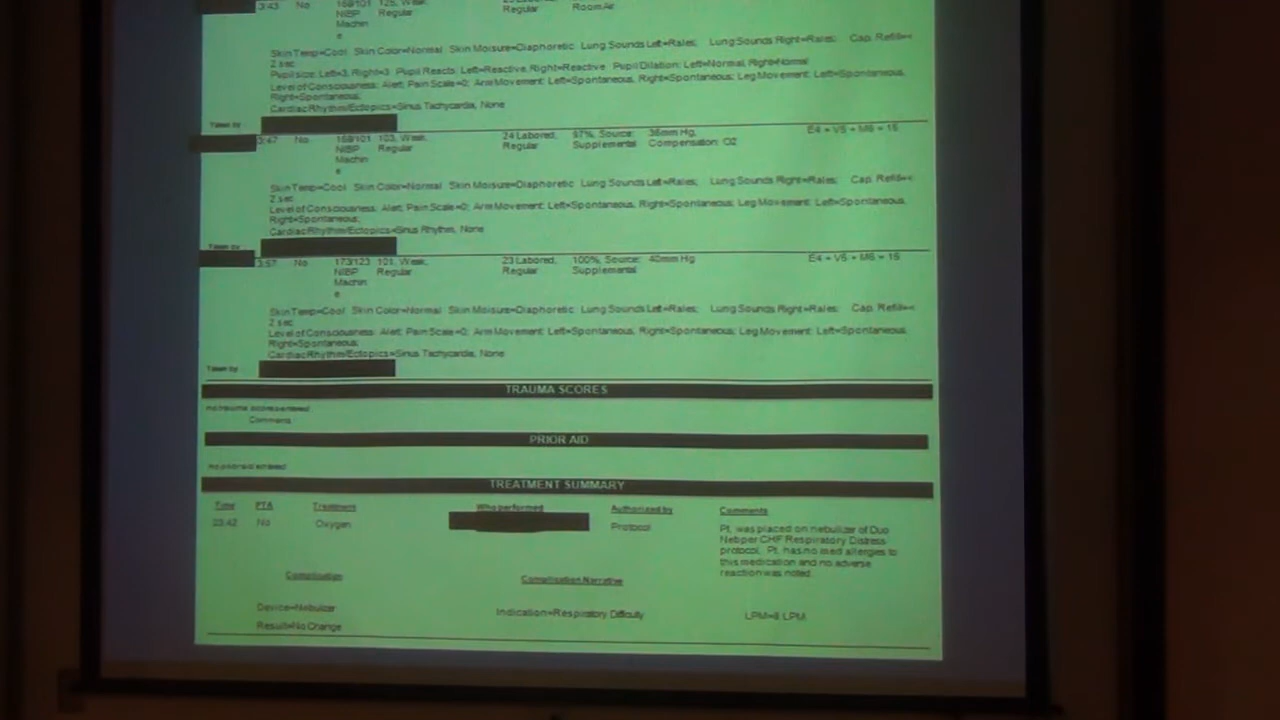 3:43 No 168/101 125, Weak, Regular Room Air
NIBP Regular
Machin
e
Skin Temp=Cool Skin Color=Normal Skin Moisture=Diaphoretic Lung Sounds Left=Rales; Lung Sounds Right=Rales; Cap. Refill=<
2 sec
Pupil size: Left=3, Right=3 Pupil Reacts: Left=Reactive, Right=Reactive Pupil Dilation: Left=Normal, Right=Normal
Level of Consciousness: Alert, Pain Scale=0; Arm Movement: Left=Spontaneous, Right=Spontaneous; Leg Movement: Left=Spontaneous,
Right=Spontaneous;
Cardiac Rhythm/Ectopics=Sinus Tachycardia, None
Taken by
3:47 No 168/101 103, Weak, 24 Labored, 97%, Source: 36mm Hg, E4 + V5 + M6 = 15
NIBP Regular Regular Supplemental Compensation: O2
Machin
e
Skin Temp=Cool Skin Color=Normal Skin Moisture=Diaphoretic Lung Sounds Left=Rales; Lung Sounds Right=Rales; Cap. Refill=<
2 sec
Level of Consciousness: Alert, Pain Scale=0; Arm Movement: Left=Spontaneous, Right=Spontaneous; Leg Movement: Left=Spontaneous,
Right=Spontaneous;
Cardiac Rhythm/Ectopics=Sinus Rhythm, None
Taken by
3:57 No 173/123 101, Weak, 23 Labored, 100%, Source: 40mm Hg E4 + V5 + M6 = 15
NIBP Regular Regular Supplemental
Machin
e
Skin Temp=Cool Skin Color=Normal Skin Moisture=Diaphoretic Lung Sounds Left=Rales; Lung Sounds Right=Rales; Cap. Refill=<
2 sec
Level of Consciousness: Alert, Pain Scale=0; Arm Movement: Left=Spontaneous, Right=Spontaneous; Leg Movement: Left=Spontaneous,
Right=Spontaneous;
Cardiac Rhythm/Ectopics=Sinus Tachycardia, None
Taken by
TRAUMA SCORES
no trauma scores entered
Comments
PRIOR AID
no prior aid entered
TREATMENT SUMMARY
Time PTA Treatment Who performed Authorized by Comments
23:42 No Oxygen Protocol Pt. was placed on nebulizer of Duo
Neb per CHF Respiratory Distress
protocol. Pt. has no med allergies to
this medication and no adverse
reaction was noted.
Complication Complication Narrative
Device=Nebulizer Indication=Respiratory Difficulty LPM=8 LPM
Result=No Change